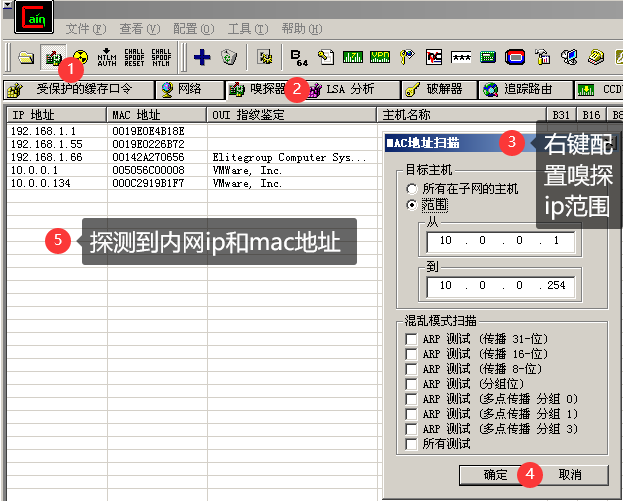 Cain
文件(F) 查看(V) 配置(O) 工具(T) 帮助(H)
NTLM AUTH CHALL SPOOF RESET CHALL SPOOF NTLM B64
1
受保护的缓存口令 网络 嗅探器 2 LSA 分析 破解器 追踪路由 CCD
IP 地址 MAC 地址 OUI 指纹鉴定 主机名称 B31 B16 B8
192.168.1.1 0019E0E4B18E
192.168.1.55 0019E0226B72
192.168.1.66 00142A270656 Elitegroup Computer Sys...
10.0.0.1 005056C00008 VMWare, Inc.
10.0.0.134 000C2919B1F7 VMware, Inc.
MAC地址扫描
3 右键配
置嗅探
ip范围
目标主机
所有在子网的主机
范围
从
10 . 0 . 0 . 1
到
10 . 0 . 0 . 254
5 探测到内网ip和mac地址
混乱模式扫描
ARP 测试 (传播 31-位)
ARP 测试 (传播 16-位)
ARP 测试 (传播 8-位)
ARP 测试 (分组位)
ARP 测试 (多点传播 分组 0)
ARP 测试 (多点传播 分组 1)
ARP 测试 (多点传播 分组 3)
所有测试
确定 4 取消